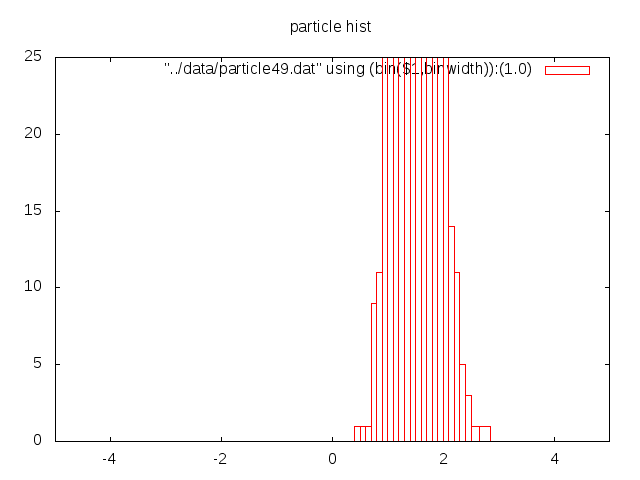 particle hist
"../data/particle49.dat" using (bin($1,binwidth)):(1.0)
25
20
15
10
5
0
-4 -2 0 2 4